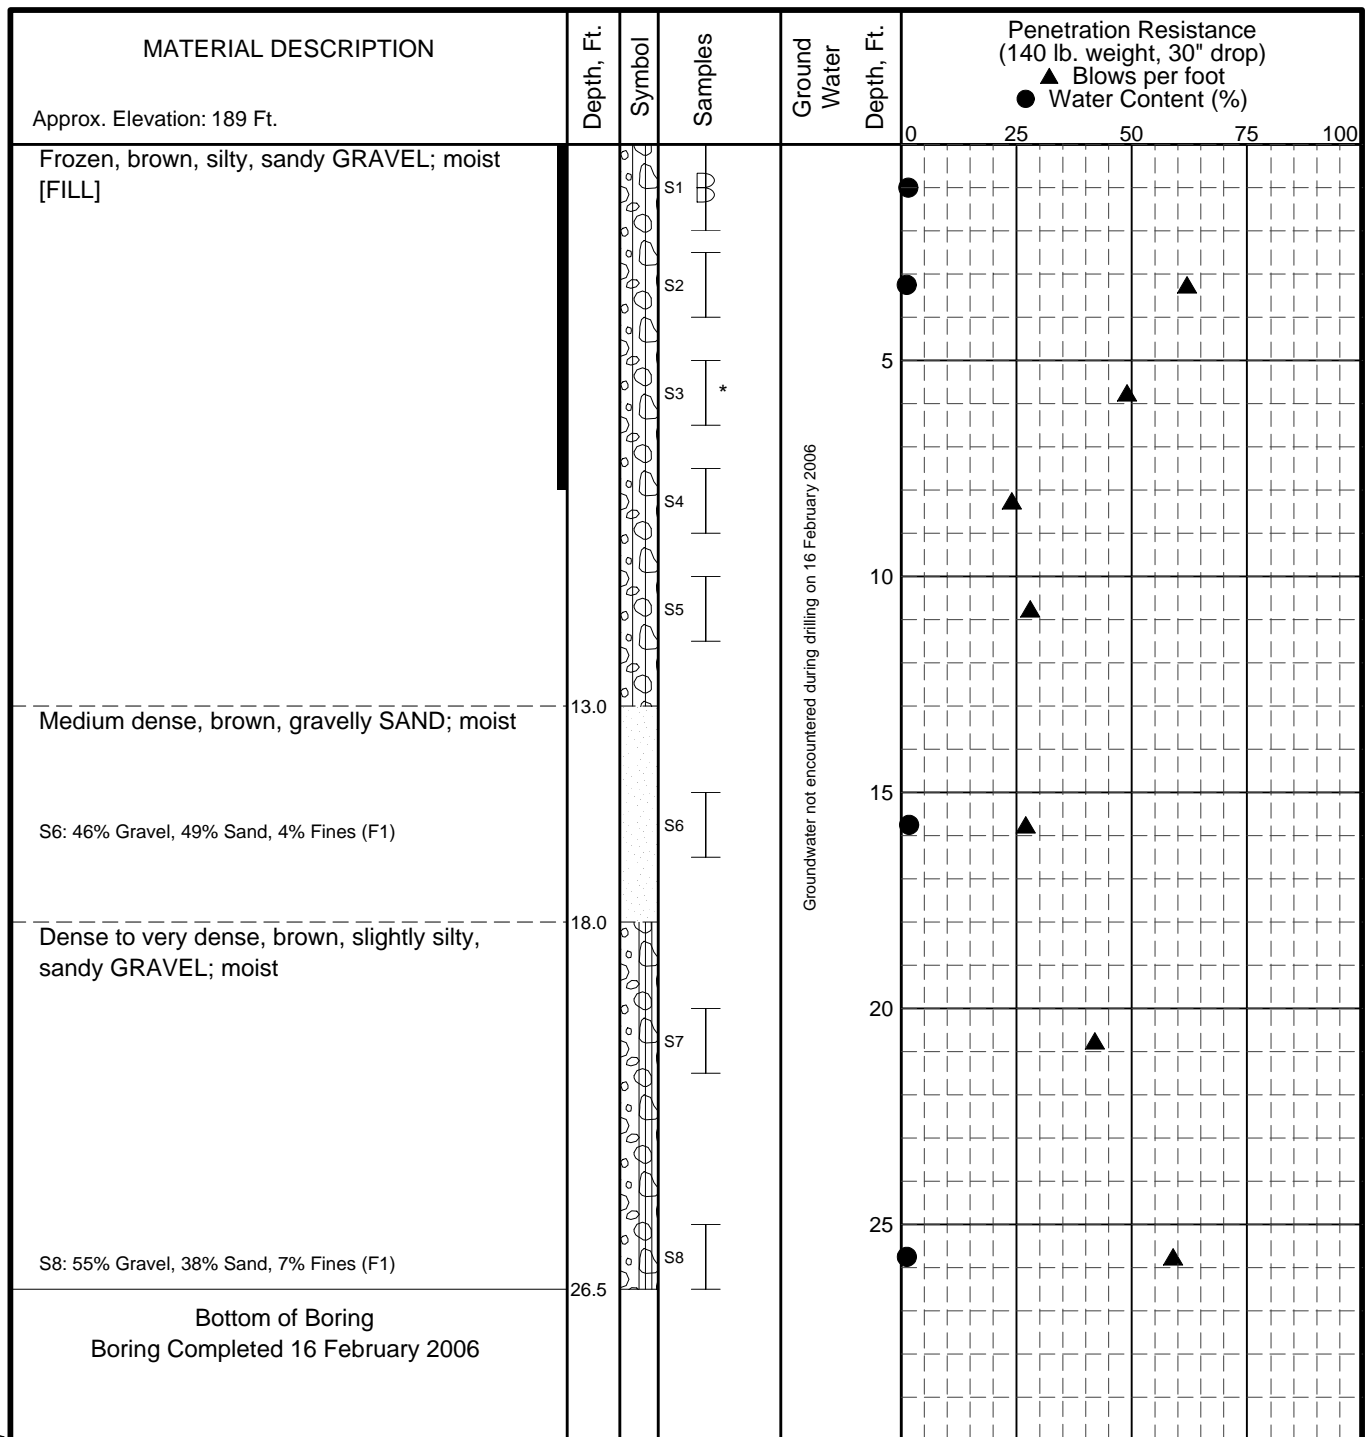 MATERIAL DESCRIPTION
Approx. Elevation: 189 Ft.
Depth, Ft.
Symbol
Samples
Ground
Water
Depth, Ft.
Penetration Resistance
(140 lb. weight, 30" drop)
▲ Blows per foot
● Water Content (%)
0 25 50 75 100
Frozen, brown, silty, sandy GRAVEL; moist
[FILL]
S1
S2
5
S3 *
S4
10
S5
Groundwater not encountered during drilling on 16 February 2006
13.0
Medium dense, brown, gravelly SAND; moist
15
S6: 46% Gravel, 49% Sand, 4% Fines (F1)
S6
18.0
Dense to very dense, brown, slightly silty,
sandy GRAVEL; moist
20
S7
25
S8: 55% Gravel, 38% Sand, 7% Fines (F1)
S8
26.5
Bottom of Boring
Boring Completed 16 February 2006